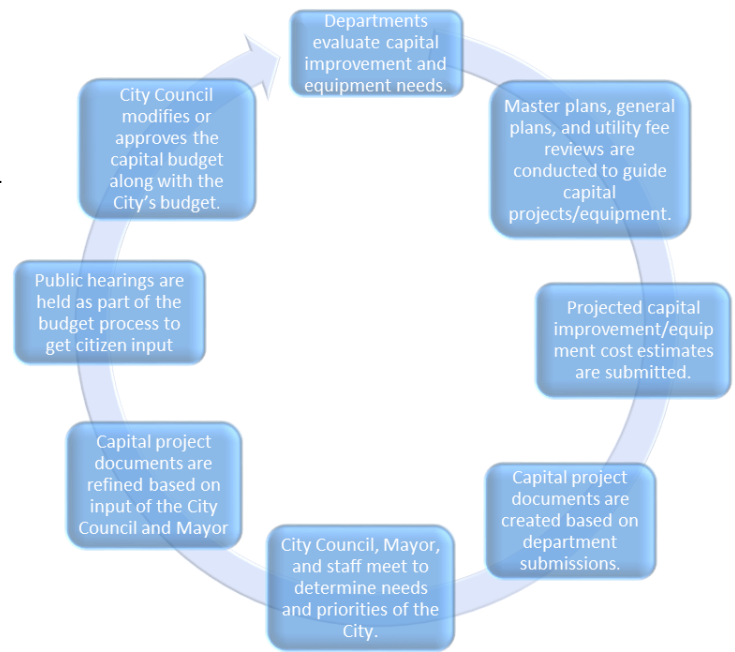 Departments
evaluate capital
improvement and
equipment needs.
Master plans, general
plans, and utility fee
reviews are
conducted to guide
capital
projects/equipment.
Projected capital
improvement/equip
ment cost estimates
are submitted.
Capital project
documents are
created based on
department
submissions.
City Council, Mayor,
and staff meet to
determine needs
and priorities of the
City.
Capital project
documents are
refined based on
input of the City
Council and Mayor
Public hearings are
held as part of the
budget process to
get citizen input
City Council
modifies or
approves the
capital budget
along with the
City's budget.